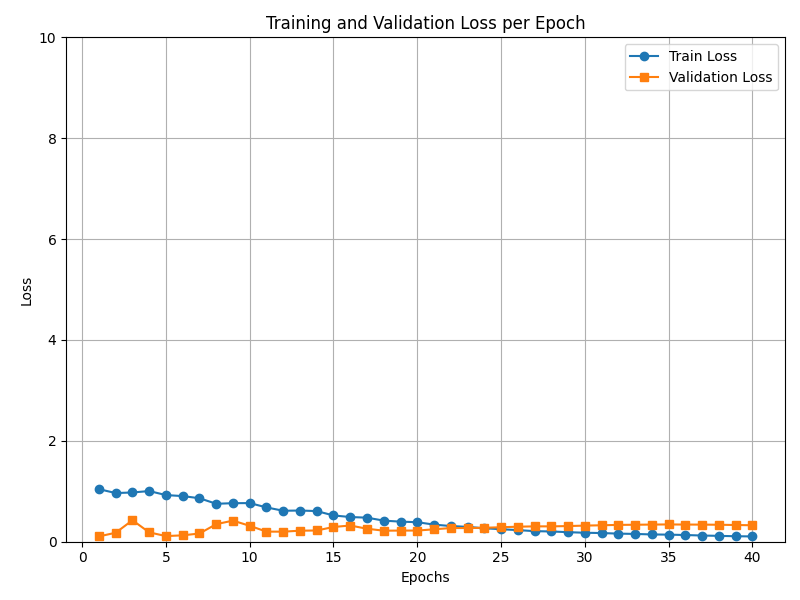 Training and Validation Loss per Epoch
Train Loss
Validation Loss
Loss
10
8
6
4
2
0
0 5 10 15 20 25 30 35 40
Epochs